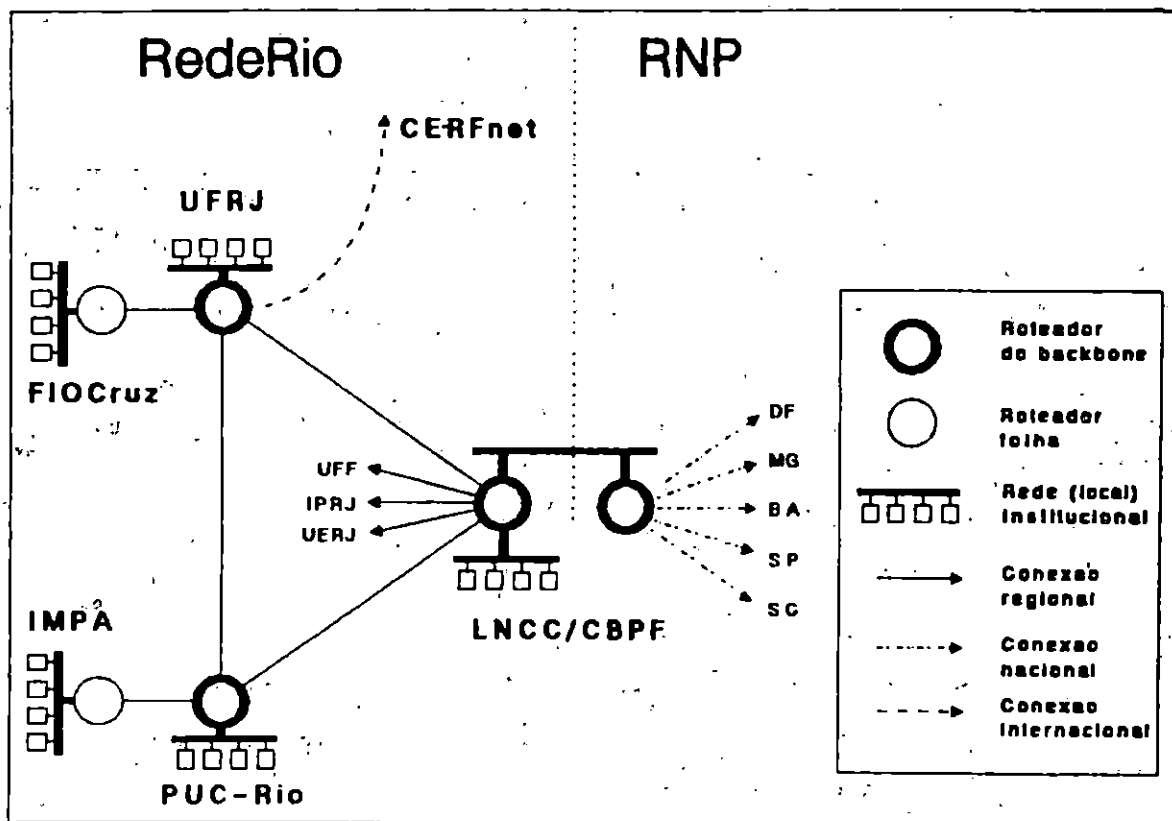 RedeRio
RNP
CERFnet
UFRJ
FIOCruz
UFF
IPRJ
UERJ
LNCC/CBPF
DF
MG
BA
SP
SC
IMPA
PUC-Rio
Roteador
do backbone
Roteador
folha
Rede (local)
institucional
Conexao
regional
Conexao
nacional
Conexao
internacional